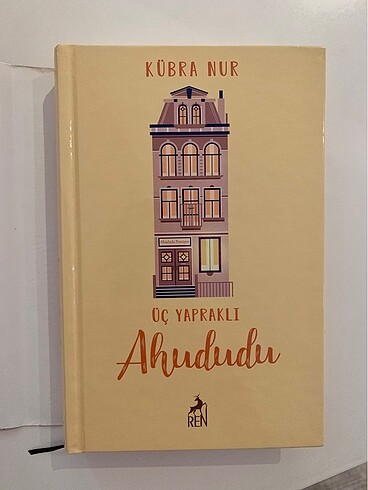 KÜBRA NUR
ÜÇ YAPRAKLI
Ahududu
REN